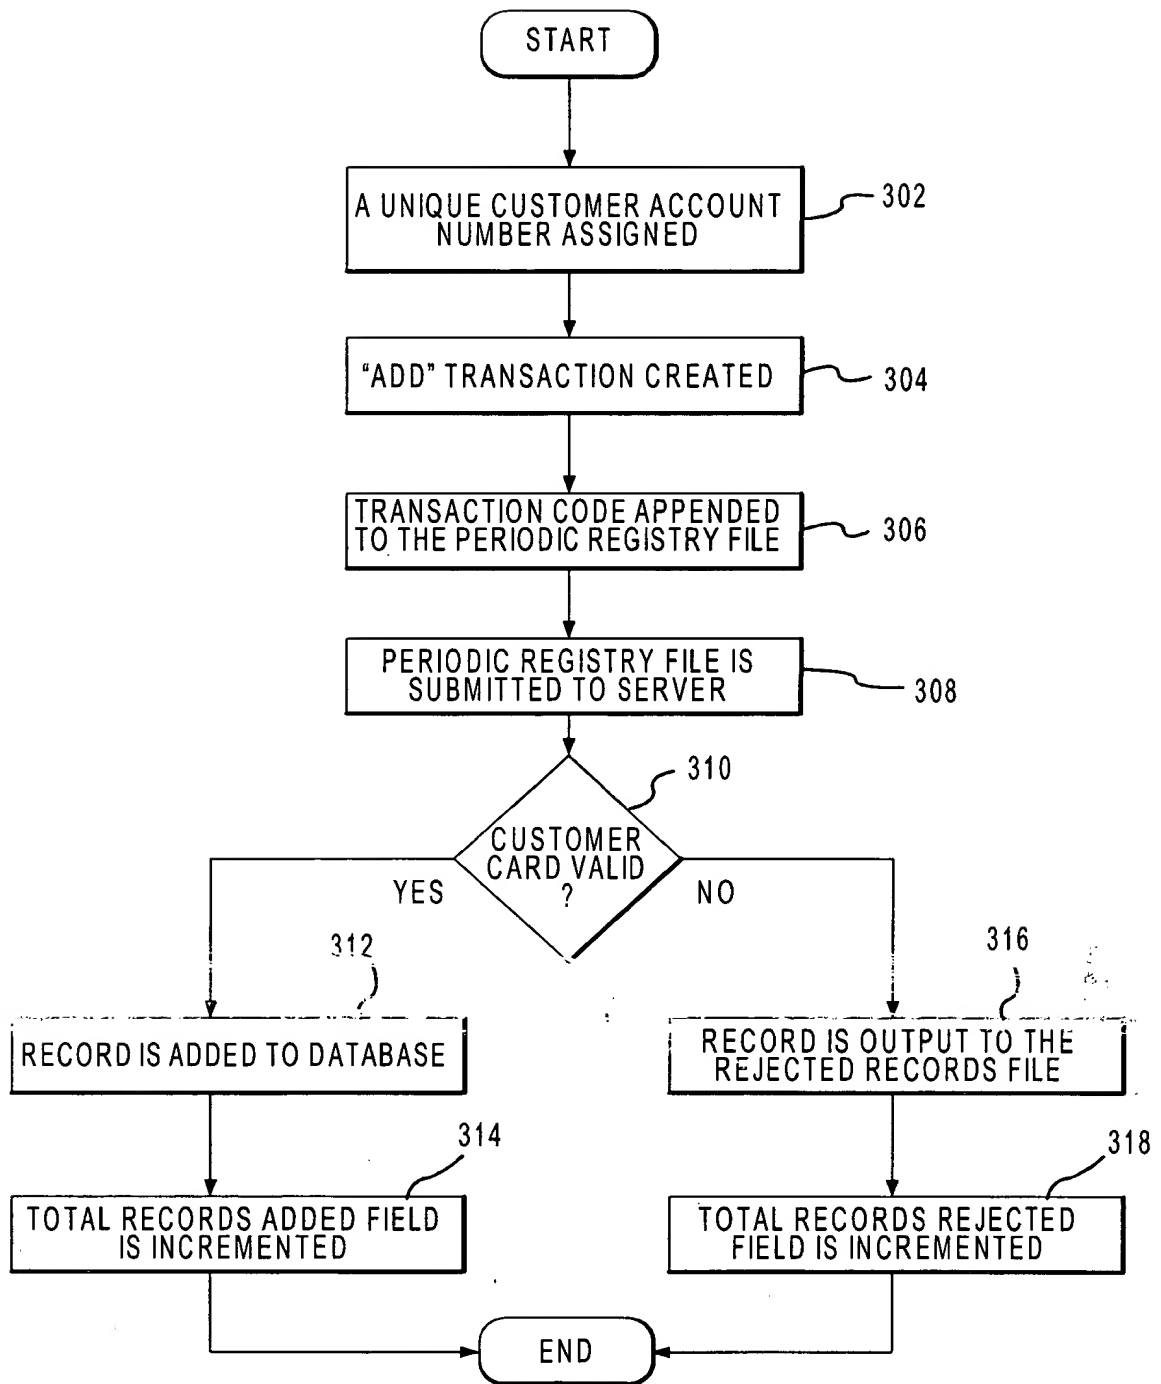 START
A UNIQUE CUSTOMER ACCOUNT
NUMBER ASSIGNED
302
"ADD" TRANSACTION CREATED
304
TRANSACTION CODE APPENDED
TO THE PERIODIC REGISTRY FILE
306
PERIODIC REGISTRY FILE IS
SUBMITTED TO SERVER
308
310
CUSTOMER
CARD VALID
?
YES
NO
312
RECORD IS ADDED TO DATABASE
316
RECORD IS OUTPUT TO THE
REJECTED RECORDS FILE
314
TOTAL RECORDS ADDED FIELD
IS INCREMENTED
318
TOTAL RECORDS REJECTED
FIELD IS INCREMENTED
END